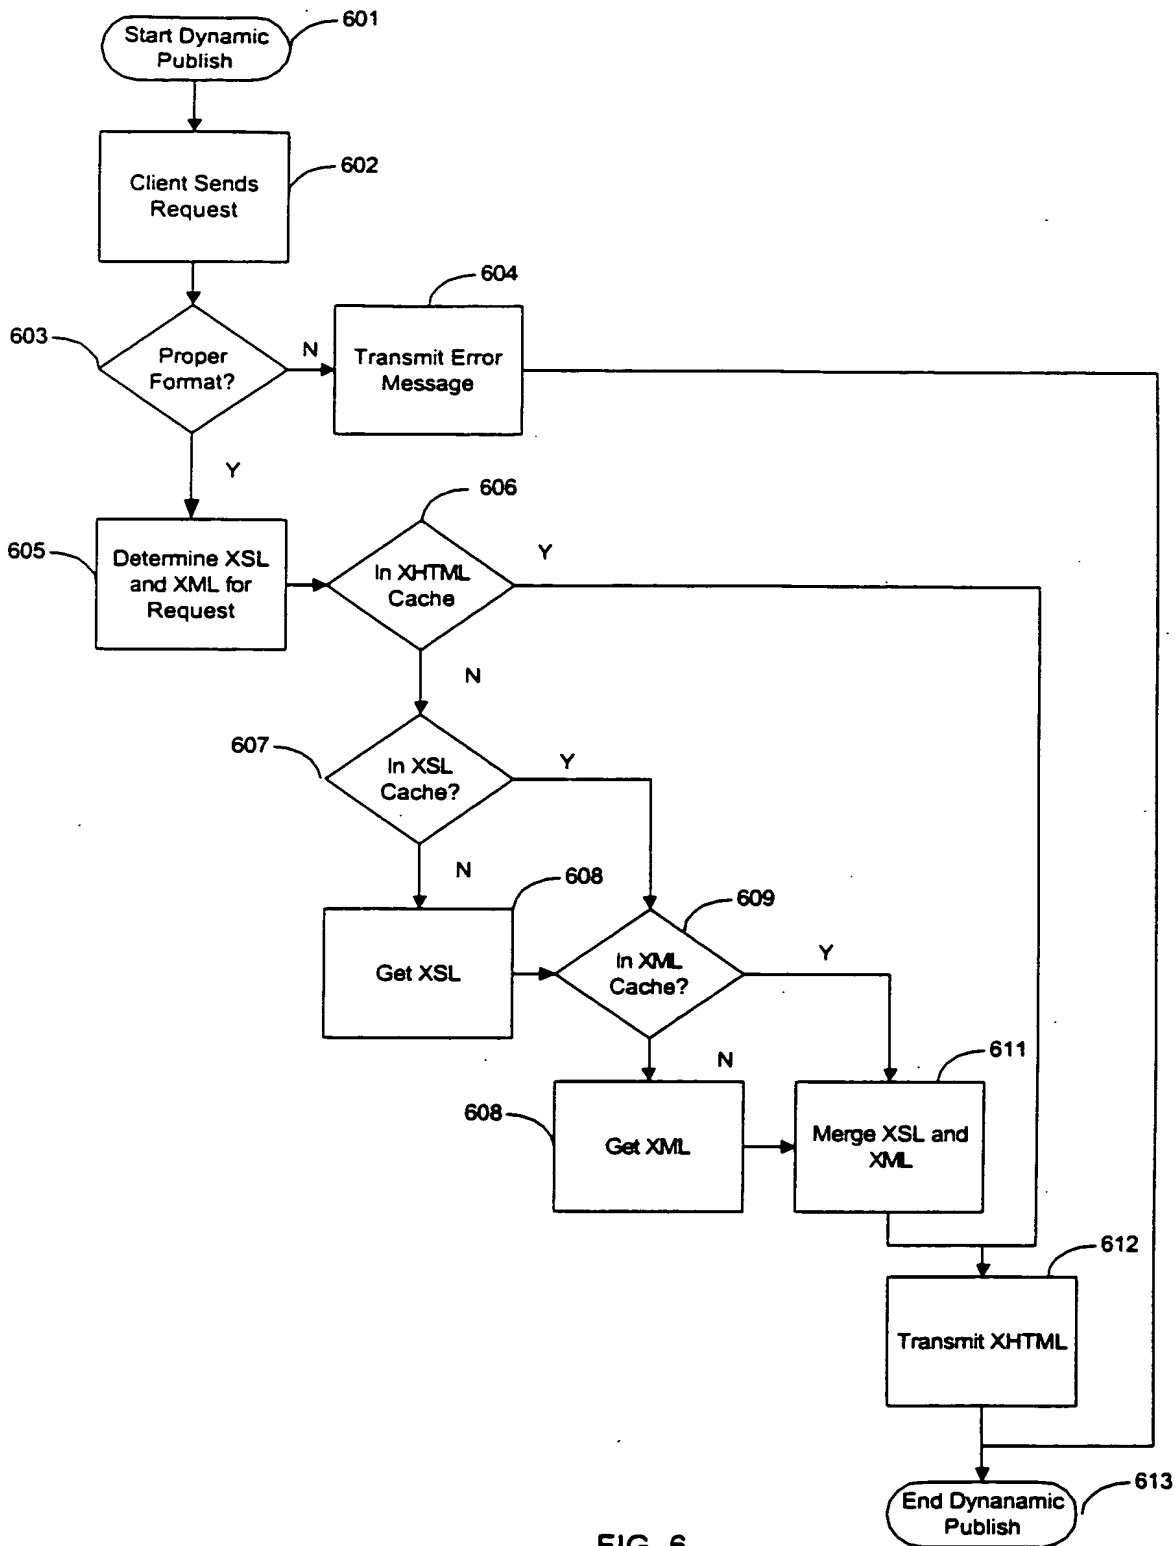 Start Dynamic
Publish
601
Client Sends
Request
602
603
Proper
Format?
N
Y
604
Transmit Error
Message
605
Determine XSL
and XML for
Request
606
In XHTML
Cache
Y
N
607
In XSL
Cache?
Y
N
608
Get XSL
609
In XML
Cache?
Y
N
608
Get XML
611
Merge XSL and
XML
612
Transmit XHTML
End Dynanamic
Publish
613
FIG. 6